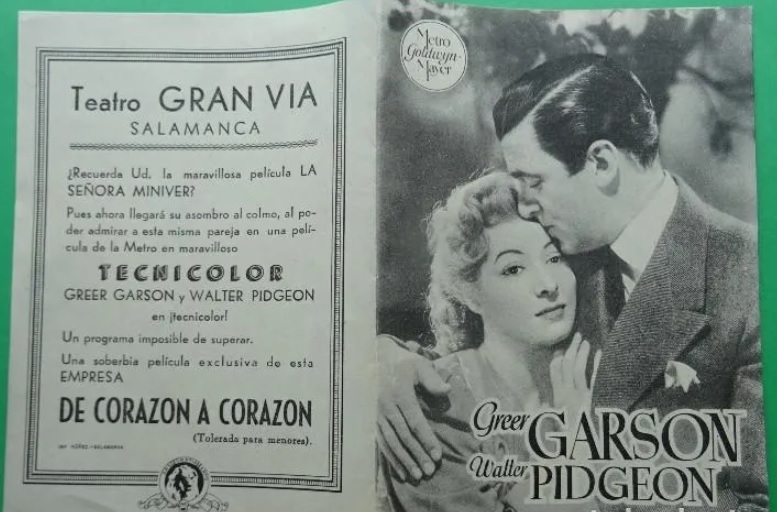 Teatro GRAN VIA
SALAMANCA
¿Recuerda Ud. la maravillosa película LA
SEÑORA MINIVER?
Pues ahora llegará su asombro al colmo, al po-
der admirar a esta misma pareja en una pelí-
cula de la Metro en maravilloso
TECNICOLOR
GREER GARSON y WALTER PIDGEON
en ¡tecnicolor!
Un programa imposible de superar.
Una soberbia película exclusiva de esta
EMPRESA
DE CORAZON A CORAZON
(Tolerada para menores).
NÚÑEZ.-SALAMANCA
Metro
Goldwyn-
Mayer
Greer GARSON
Walter PIDGEON